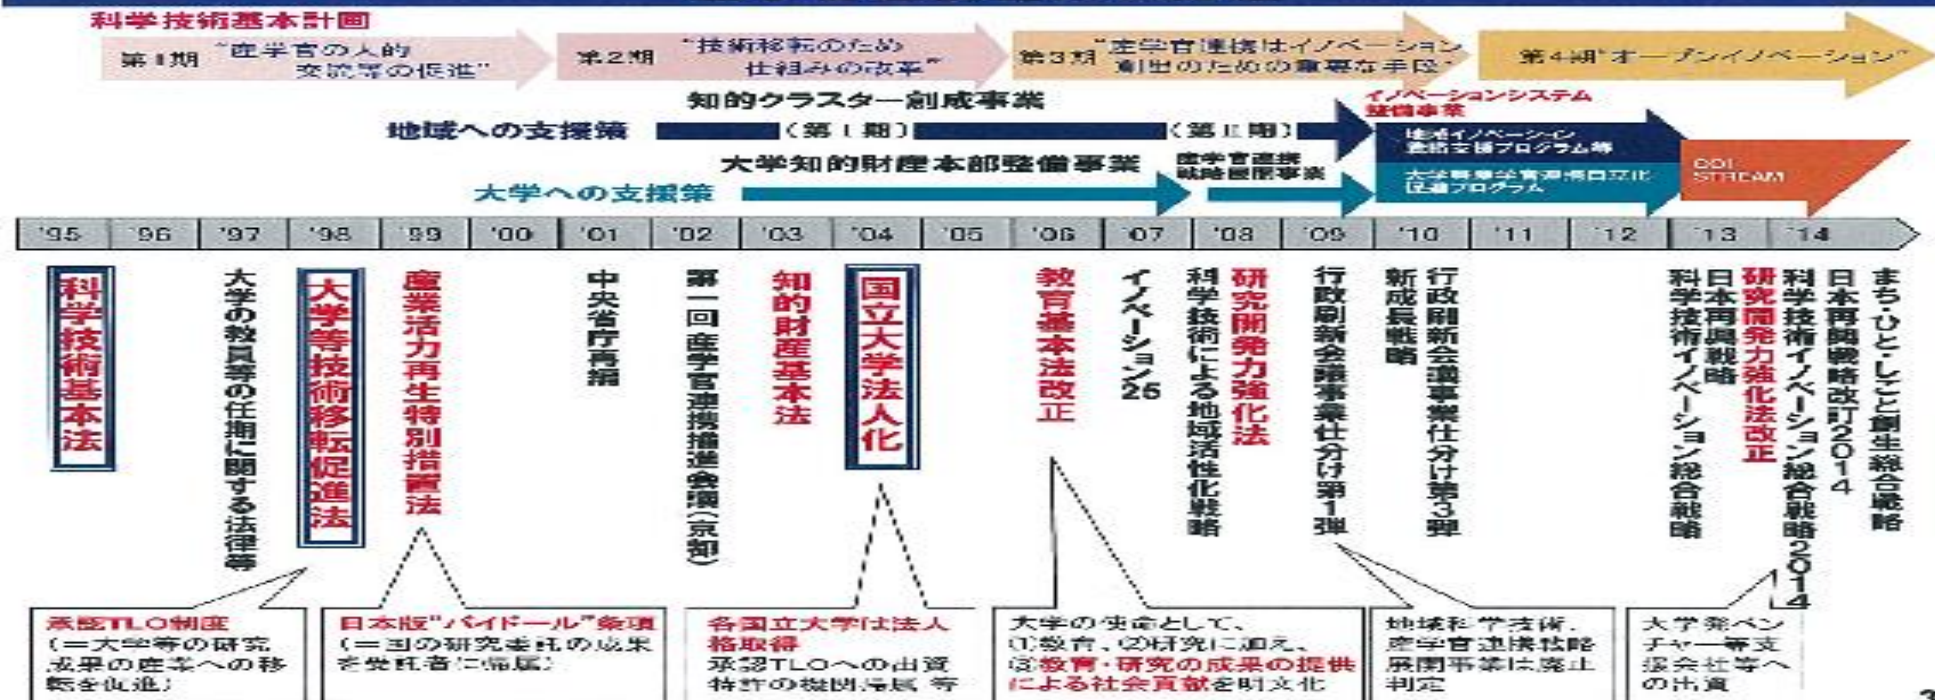 科学技術基本計画
第1期 “産学官の人的
交流等の促進”
第2期 “技術移転のため
仕組みの改革”
第3期 “産学官連携はイノベーション
創出のための重要な手段”
第4期“オープンイノベーション”
知的クラスター創成事業
地域への支援策
(第Ⅰ期)
(第Ⅱ期)
イノベーションシステム
整備事業
地域イノベーション
戦略支援プログラム等
大学知的財産本部整備事業
産学官連携
戦略展開事業
大学等産学官連携自立化
促進プログラム
COI
STREAM
大学への支援策
'95 '96 '97 '98 '99 '00 '01 '02 '03 '04 '05 '06 '07 '08 '09 '10 '11 '12 '13 '14
科学技術基本法
大学の教員等の任期に関する法律等
大学等技術移転促進法
産業活力再生特別措置法
中央省庁再編
第一回産学官連携推進会議(京都)
知的財産基本法
国立大学法人化
教育基本法改正
イノベーション25
科学技術による地域活性化戦略
研究開発力強化法
行政刷新会議事業仕分け第1弾
新成長戦略
行政刷新会議事業仕分け第3弾
科学技術イノベーション総合戦略
日本再興戦略
研究開発力強化法改正
科学技術イノベーション総合戦略2014
日本再興戦略改訂2014
まち・ひと・しごと創生総合戦略
承認TLO制度
(=大学等の研究
成果の産業への移
転を促進)
日本版“バイドール”条項
(=国の研究委託の成果
を受託者に帰属)
各国立大学は法人
格取得
承認TLOへの出資
特許の機関帰属 等
大学の使命として、
①教育、②研究に加え、
③教育・研究の成果の提供
による社会貢献を明文化
地域科学技術、
産学官連携戦略
展開事業は廃止
判定
大学発ベン
チャー等支
援会社等へ
の出資
3